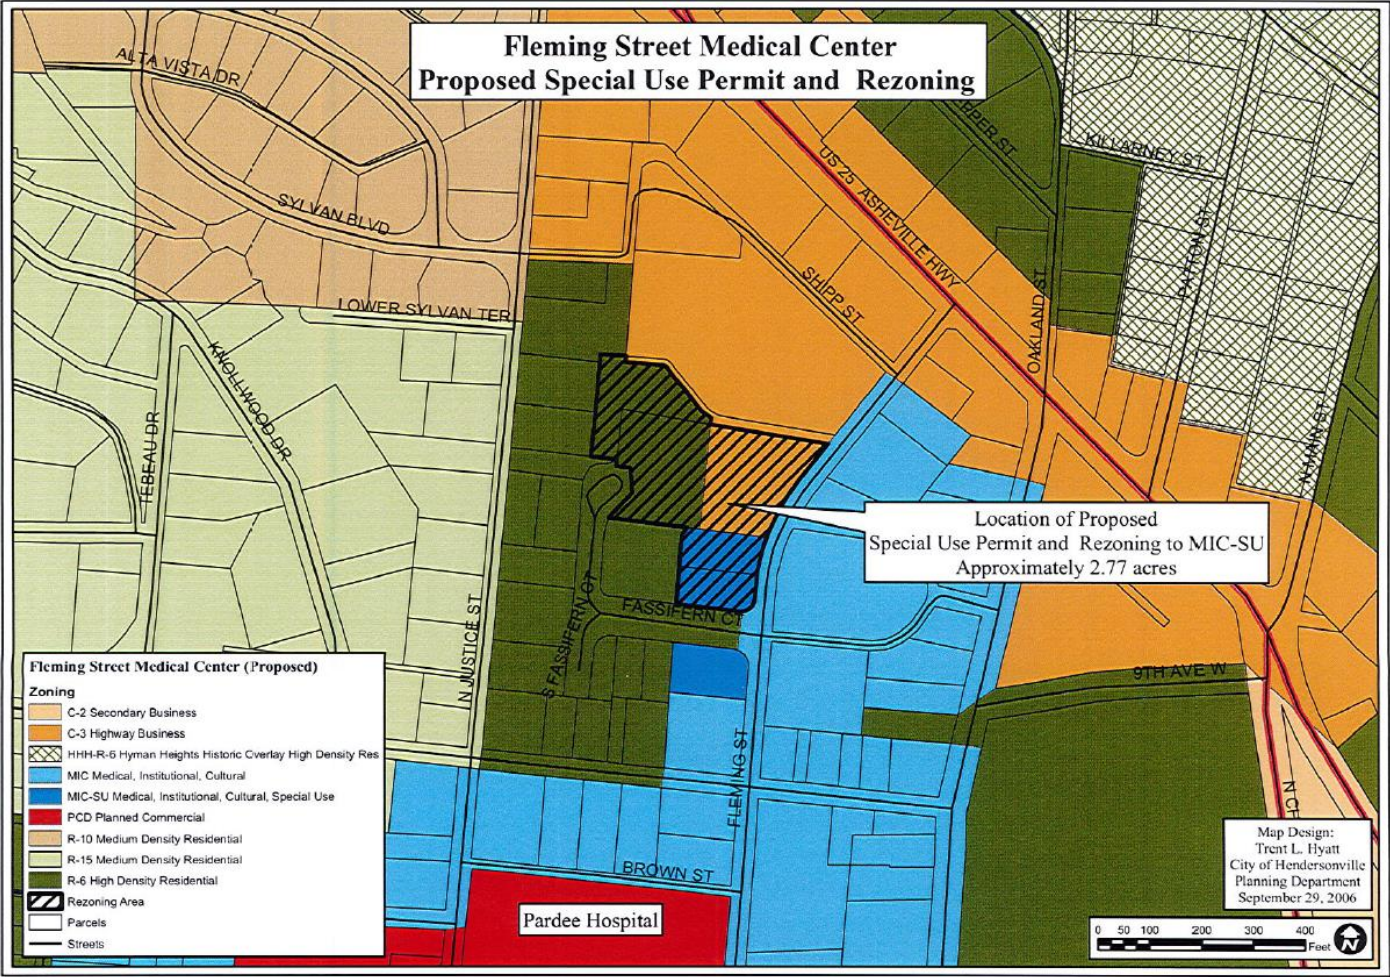 Fleming Street Medical Center
Proposed Special Use Permit and Rezoning
ALTA VISTA DR
SYLVAN BLVD
LOWER SYLVAN TER
KNOLLWOOD DR
TEBEAU DR
N JUSTICE ST
S FASSIFERN CT
FASSIFERN CT
FLEMING ST
BROWN ST
SHIPP ST
US 25 ASHEVILLE HWY
OAKLAND ST
KILLARNEY ST
N MAIN ST
9TH AVE W
Location of Proposed
Special Use Permit and Rezoning to MIC-SU
Approximately 2.77 acres
Pardee Hospital
Fleming Street Medical Center (Proposed)
Zoning
C-2 Secondary Business
C-3 Highway Business
HHH-R-6 Hyman Heights Historic Overlay High Density Res
MIC Medical, Institutional, Cultural
MIC-SU Medical, Institutional, Cultural, Special Use
PCD Planned Commercial
R-10 Medium Density Residential
R-15 Medium Density Residential
R-6 High Density Residential
Rezoning Area
Parcels
Streets
Map Design:
Trent L. Hyatt
City of Hendersonville
Planning Department
September 29, 2006
0 50 100 200 300 400
Feet
N